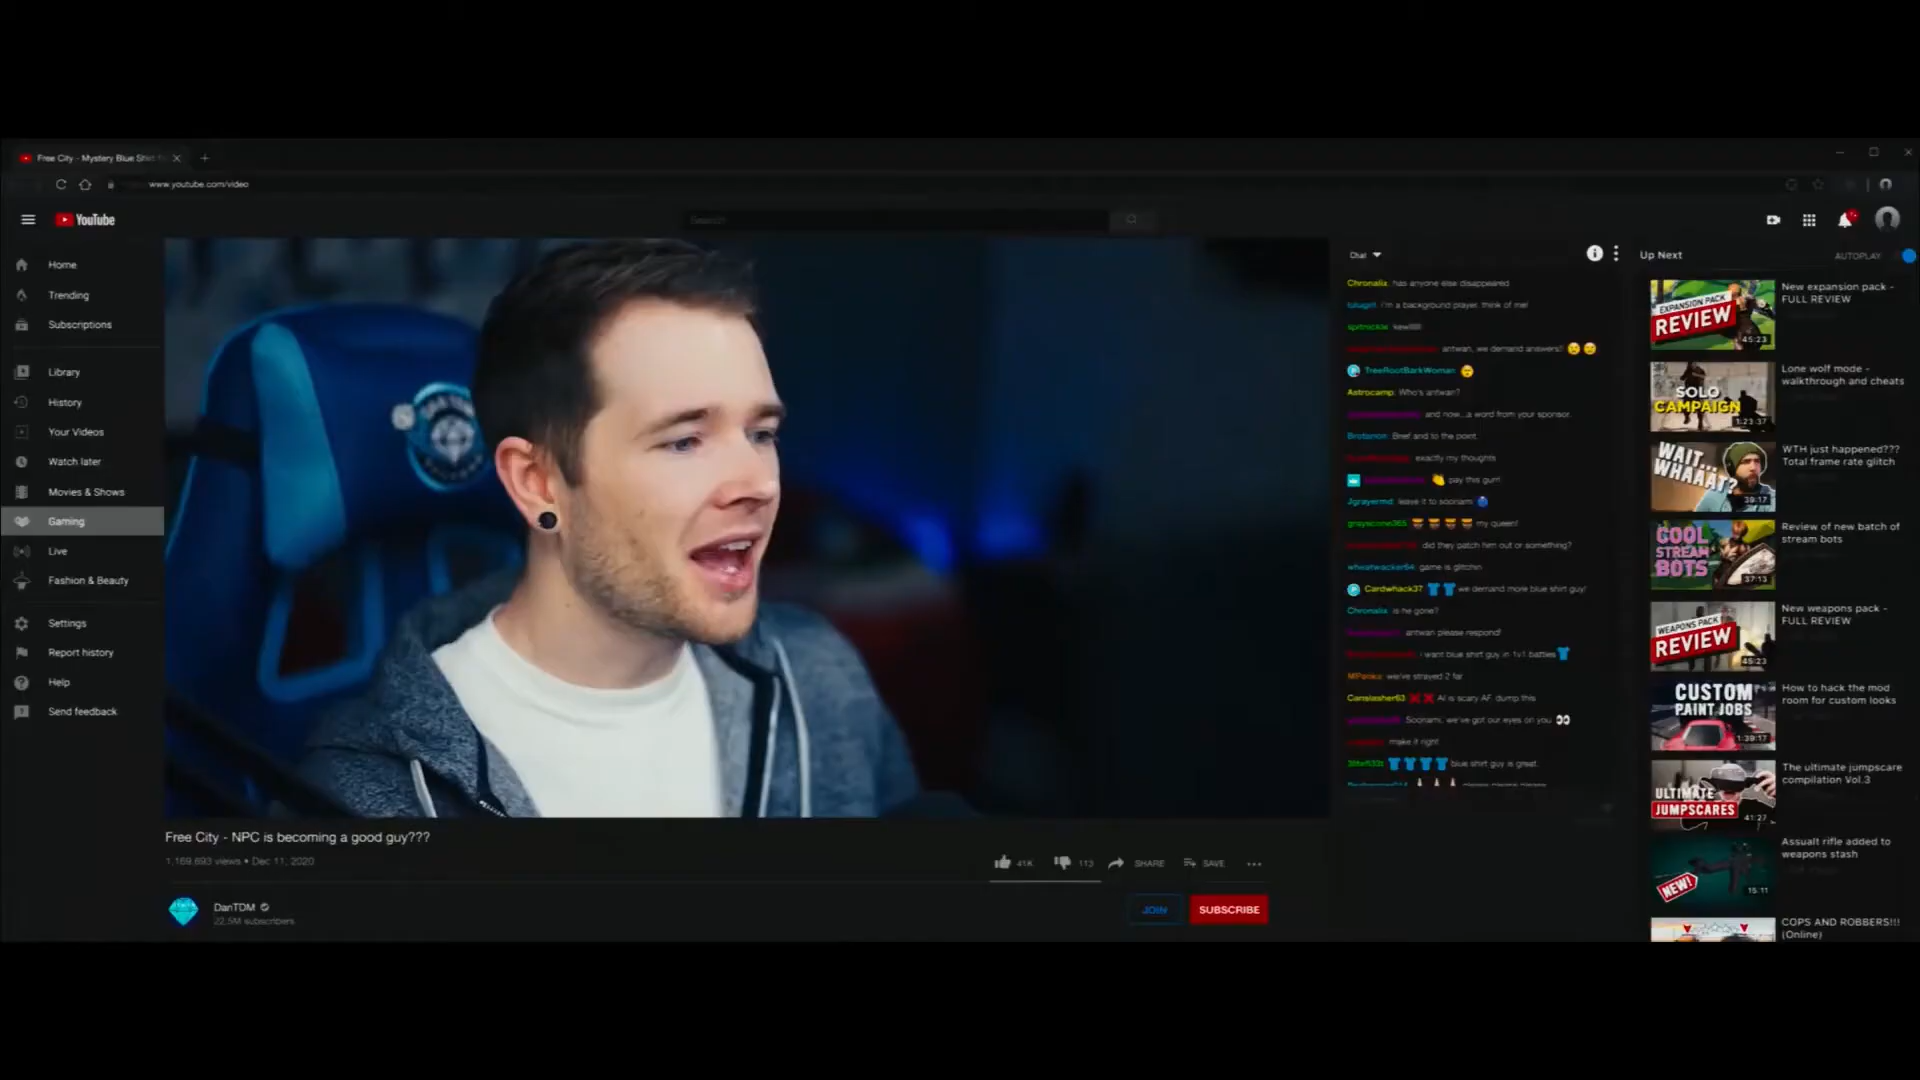 Free City - Mystery Blue Shirt
www.youtube.com/video
YouTube
Search
Home
Trending
Subscriptions
Library
History
Your Videos
Watch later
Movies & Shows
Gaming
Live
Fashion & Beauty
Settings
Report history
Help
Send feedback
Free City - NPC is becoming a good guy???
1,169,693 views • Dec 11, 2020
41K
113
SHARE
SAVE
DanTDM
22.5M subscribers
JOIN
SUBSCRIBE
Chat
Chronalix: has anyone else disappeared
i'm a background player, think of me!
antwan, we demand answers!!
TreeRootBarkWoman
Astrocamp: Who's antwan?
and now...a word from your sponsor.
Brief and to the point.
exactly my thoughts
pay this gum
Jgrayermd: leave it to soonami
my queen!
did they patch him out or something?
game is glitchin
Cardwhack37 we demand more blue shirt guy!
Chronalix: is he gone?
antwan please respond!
i want blue shirt guy in 1v1 battles
we've strayed 2 far
Camslasher63 AI is scary AF. dump this
Soonami, we've got our eyes on you
make it right!
blue shirt guy is great.
Up Next
AUTOPLAY
EXPANSION PACK
REVIEW
45:23
New expansion pack -
FULL REVIEW
SOLO
CAMPAIGN
1:23:37
Lone wolf mode -
walkthrough and cheats
WAIT...
WHAAAT?
39:17
WTH just happened???
Total frame rate glitch
COOL
STREAM
BOTS
37:13
Review of new batch of
stream bots
WEAPONS PACK
REVIEW
45:23
New weapons pack -
FULL REVIEW
CUSTOM
PAINT JOBS
1:39:17
How to hack the mod
room for custom looks
ULTIMATE
JUMPSCARES
41:27
The ultimate jumpscare
compilation Vol.3
NEW!
15:11
Assualt rifle added to
weapons stash
COPS AND ROBBERS!!!
(Online)